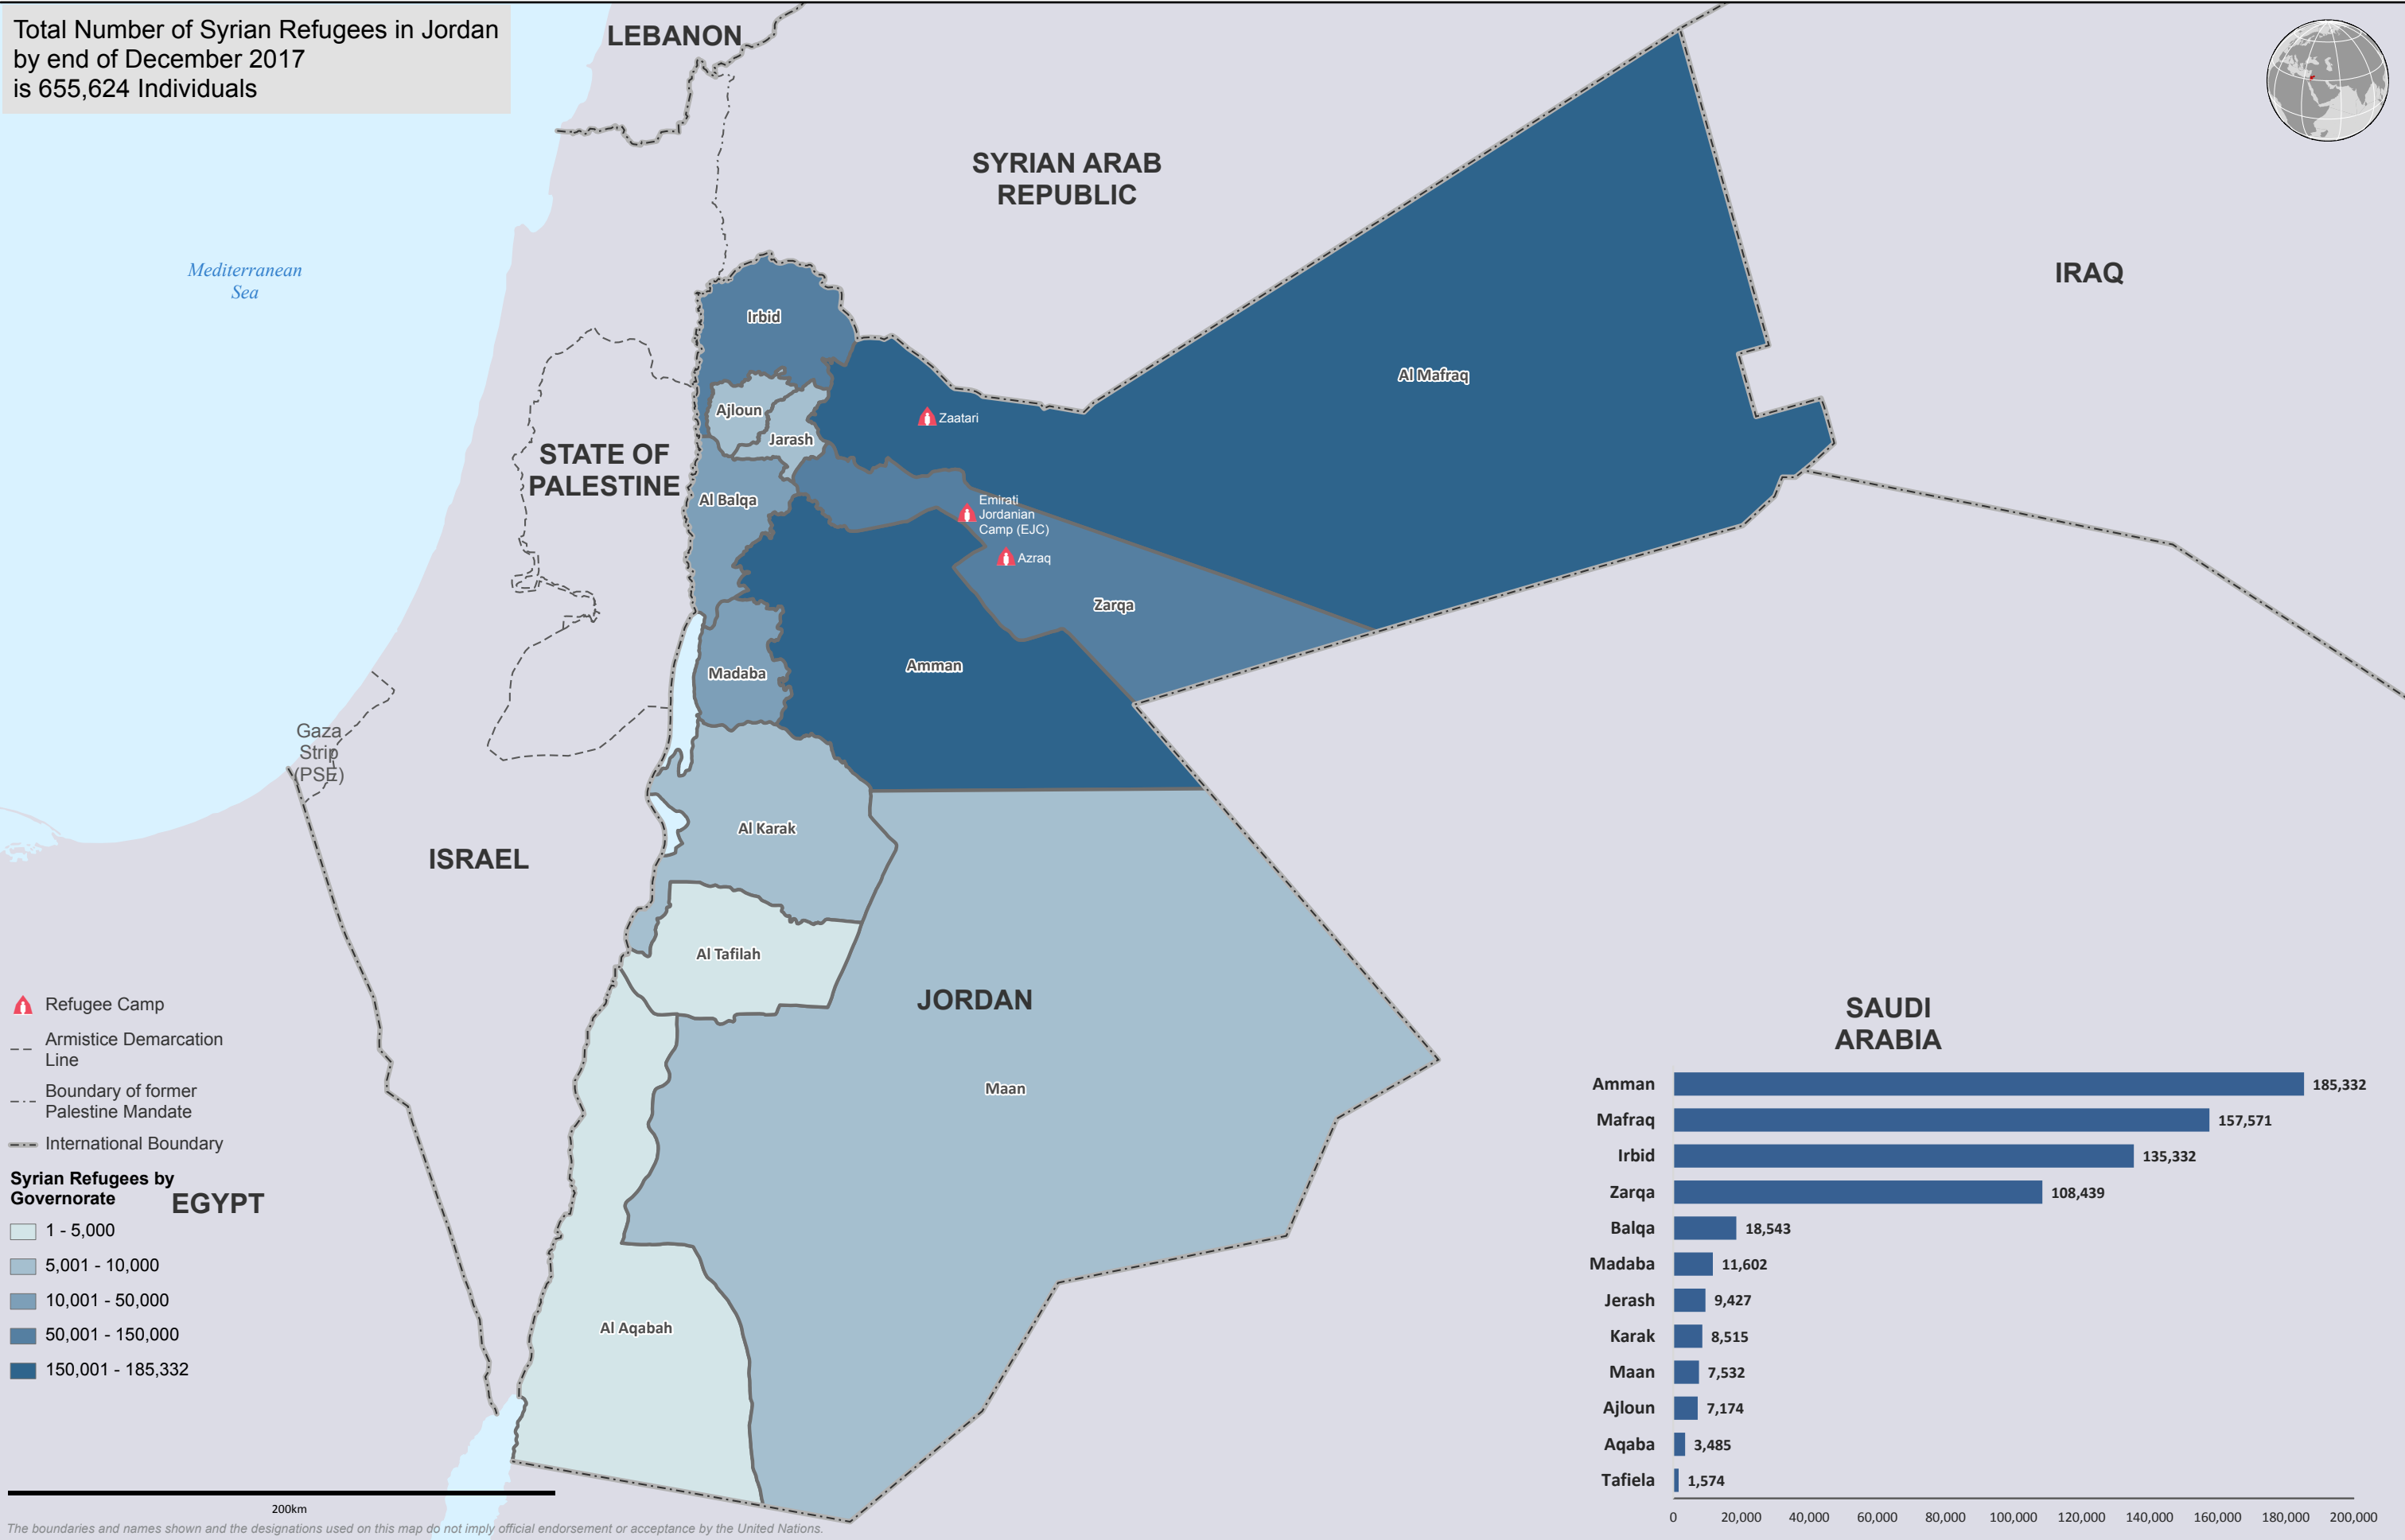 Total Number of Syrian Refugees in Jordan
by end of December 2017
is 655,624 Individuals
LEBANON
SYRIAN ARAB
REPUBLIC
IRAQ
Mediterranean
Sea
Irbid
Al Mafraq
Ajloun
Zaatari
Jarash
STATE OF
PALESTINE
Al Balqa
Emirati
Jordanian
Camp (EJC)
Azraq
Zarqa
Amman
Madaba
Gaza
Strip
(PSE)
Al Karak
ISRAEL
Al Tafilah
JORDAN
Maan
Al Aqabah
SAUDI
ARABIA
EGYPT
Refugee Camp
Armistice Demarcation
Line
Boundary of former
Palestine Mandate
International Boundary
Syrian Refugees by
Governorate
1 - 5,000
5,001 - 10,000
10,001 - 50,000
50,001 - 150,000
150,001 - 185,332
200km
The boundaries and names shown and the designations used on this map do not imply official endorsement or acceptance by the United Nations.
Amman 185,332
Mafraq 157,571
Irbid 135,332
Zarqa 108,439
Balqa 18,543
Madaba 11,602
Jerash 9,427
Karak 8,515
Maan 7,532
Ajloun 7,174
Aqaba 3,485
Tafiela 1,574
0 20,000 40,000 60,000 80,000 100,000 120,000 140,000 160,000 180,000 200,000